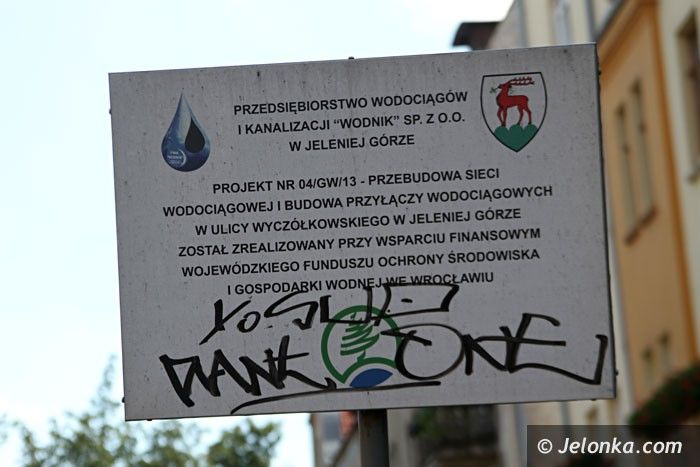 PRZEDSIĘBIORSTWO WODOCIĄGÓW
I KANALIZACJI "WODNIK" SP. Z O.O.
W JELENIEJ GÓRZE
PROJEKT NR 04/GW/13 - PRZEBUDOWA SIECI
WODOCIĄGOWEJ I BUDOWA PRZYŁĄCZY WODOCIĄGOWYCH
W ULICY WYCZÓŁKOWSKIEGO W JELENIEJ GÓRZE
ZOSTAŁ ZREALIZOWANY PRZY WSPARCIU FINANSOWYM
WOJEWÓDZKIEGO FUNDUSZU OCHRONY ŚRODOWISKA
I GOSPODARKI WODNEJ WE WROCŁAWIU
ONE
© Jelonka.com